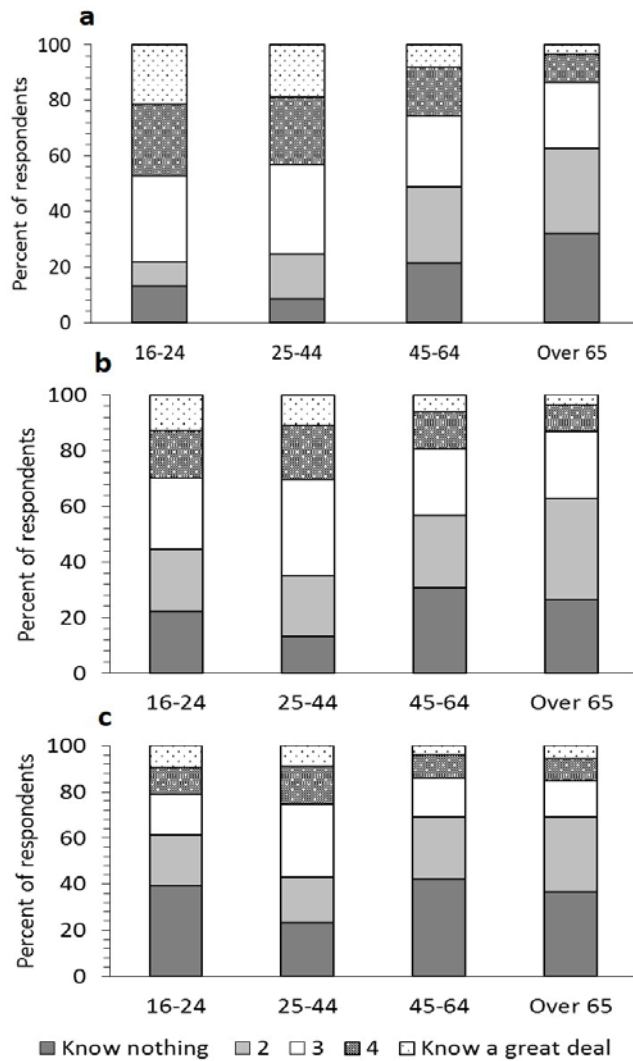 a
Percent of respondents
100
80
60
40
20
0
16-24 25-44 45-64 Over 65
b
Percent of respondents
100
80
60
40
20
0
16-24 25-44 45-64 Over 65
c
Percent of respondents
100
80
60
40
20
0
16-24 25-44 45-64 Over 65
Know nothing 2 3 4 Know a great deal